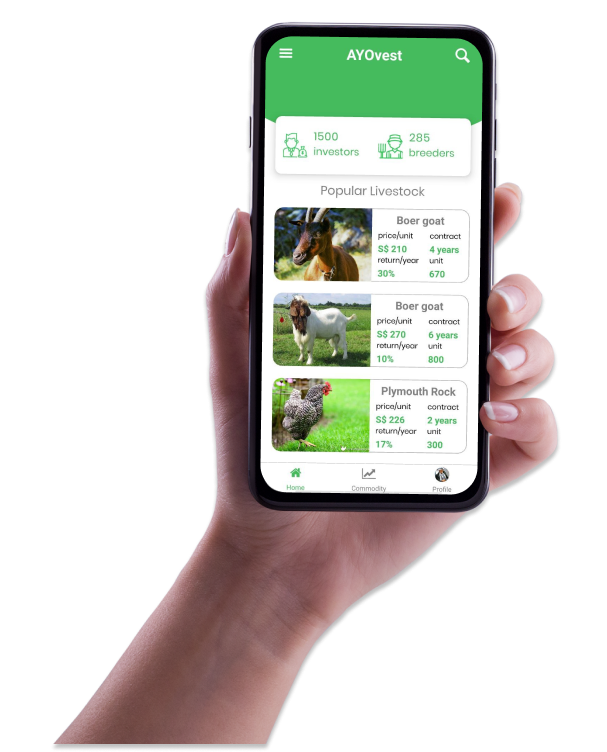 AYOvest
1500
investors
285
breeders
Popular Livestock
Boer goat
price/unit contract
S$ 210 4 years
return/year unit
30% 670
Boer goat
price/unit contract
S$ 270 6 years
return/year unit
10% 800
Plymouth Rock
price/unit contract
S$ 226 2 years
return/year unit
17% 300
Home Commodity Profile